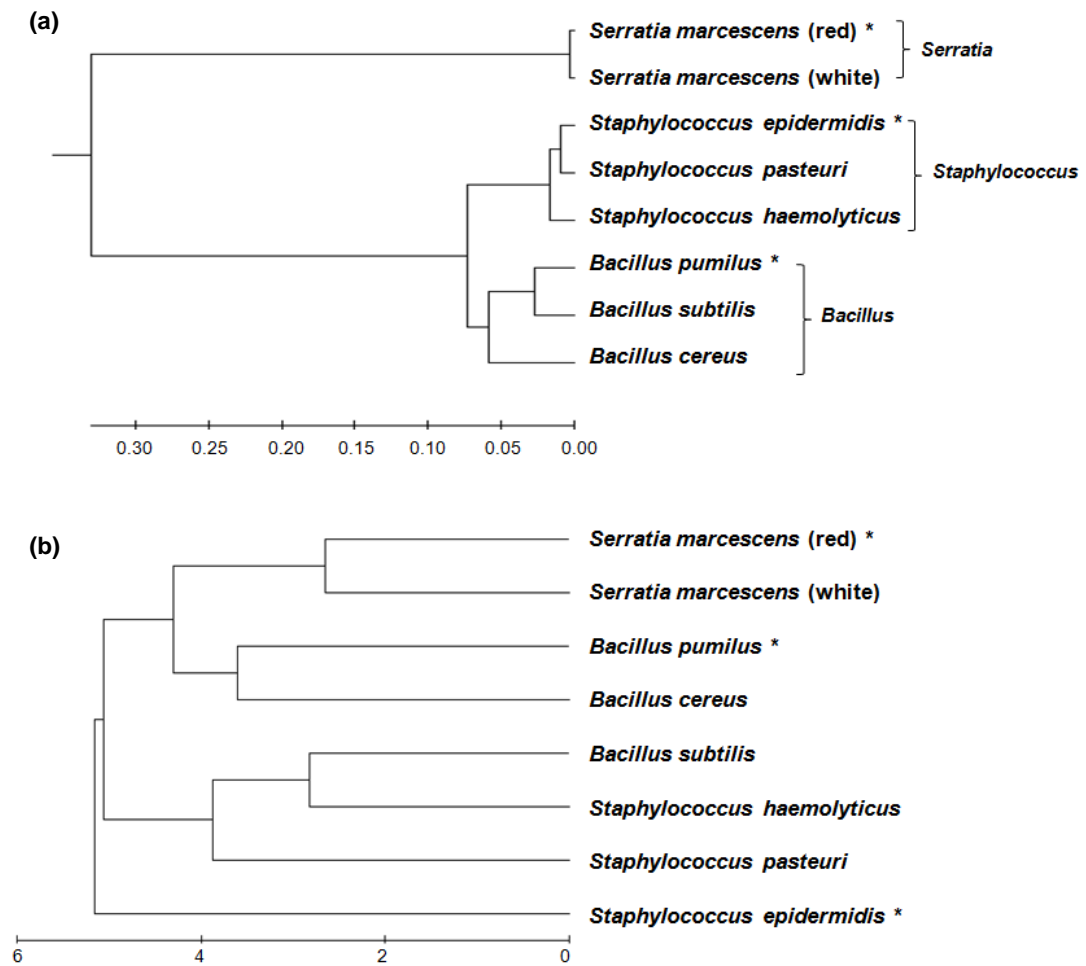 (a)
Serratia marcescens (red) *
Serratia marcescens (white)
Serratia
Staphylococcus epidermidis *
Staphylococcus pasteuri
Staphylococcus haemolyticus
Staphylococcus
Bacillus pumilus *
Bacillus subtilis
Bacillus cereus
Bacillus
0.30 0.25 0.20 0.15 0.10 0.05 0.00
(b)
Serratia marcescens (red) *
Serratia marcescens (white)
Bacillus pumilus *
Bacillus cereus
Bacillus subtilis
Staphylococcus haemolyticus
Staphylococcus pasteuri
Staphylococcus epidermidis *
6 4 2 0